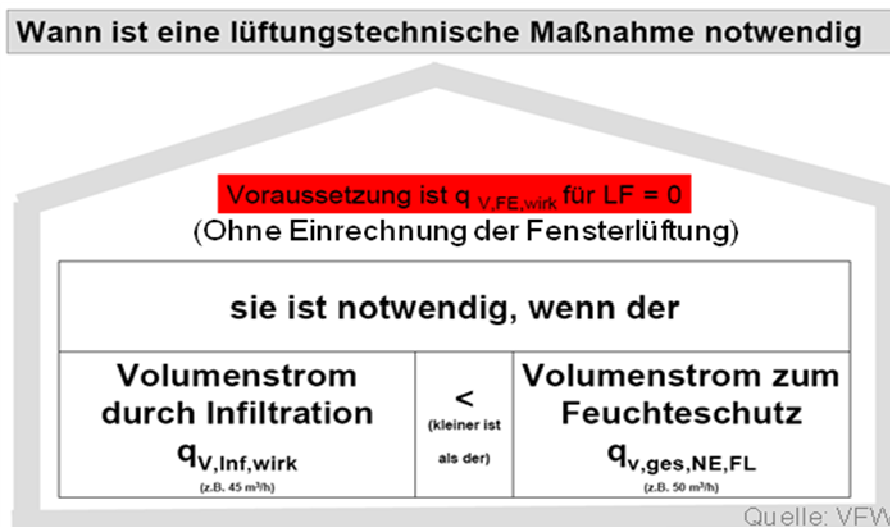 Wann ist eine lüftungstechnische Maßnahme notwendig
Voraussetzung ist q V,FE,wirk für LF = 0
(Ohne Einrechnung der Fensterlüftung)
sie ist notwendig, wenn der
Volumenstrom
durch Infiltration
qV,Inf,wirk
(z.B. 45 m³/h)
<
(kleiner ist
als der)
Volumenstrom zum
Feuchteschutz
qv,ges,NE,FL
(z.B. 50 m³/h)
Quelle: VFW